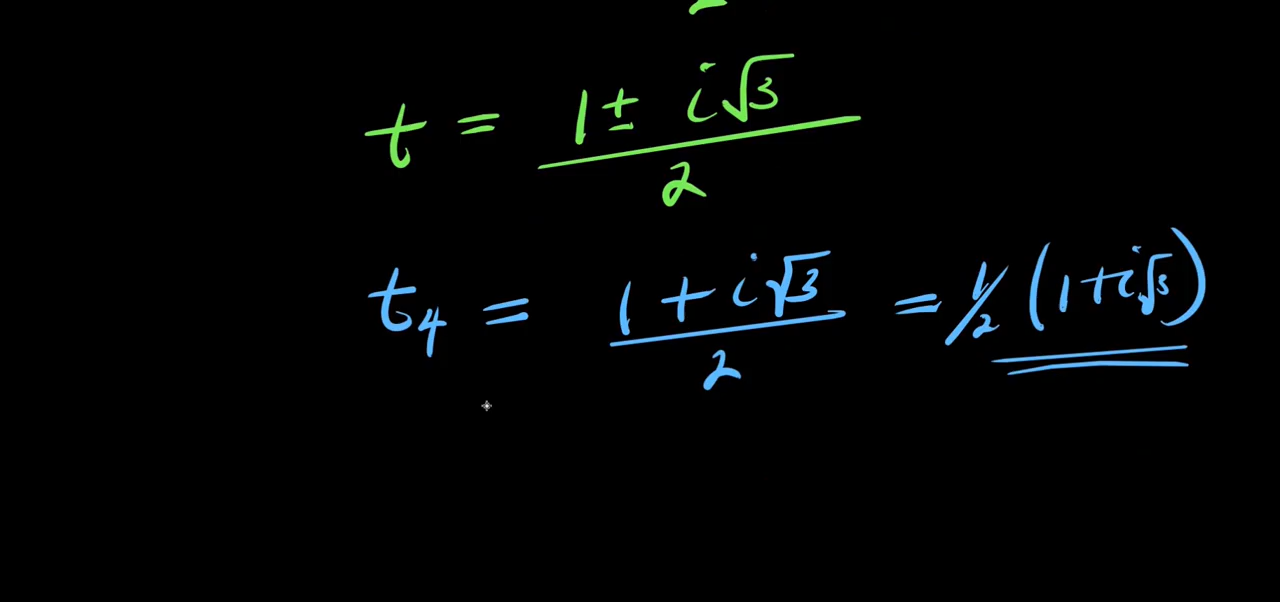 t = (1 ± i√3)/2
t₄ = (1 + i√3)/2 = 1/2 (1 + i√3)